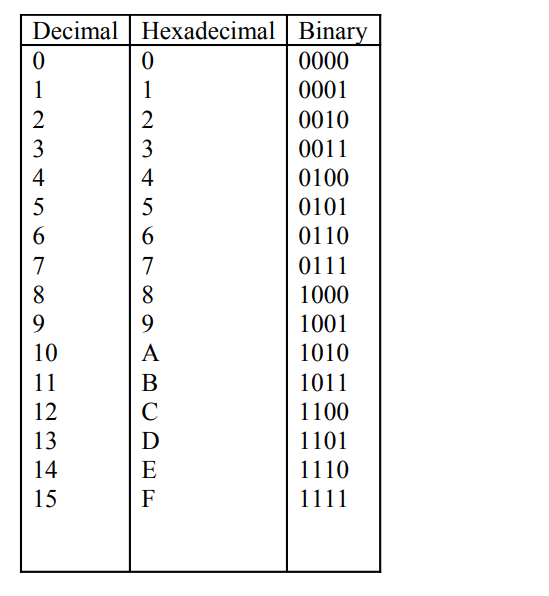 Decimal Hexadecimal Binary
0 0 0000
1 1 0001
2 2 0010
3 3 0011
4 4 0100
5 5 0101
6 6 0110
7 7 0111
8 8 1000
9 9 1001
10 A 1010
11 B 1011
12 C 1100
13 D 1101
14 E 1110
15 F 1111